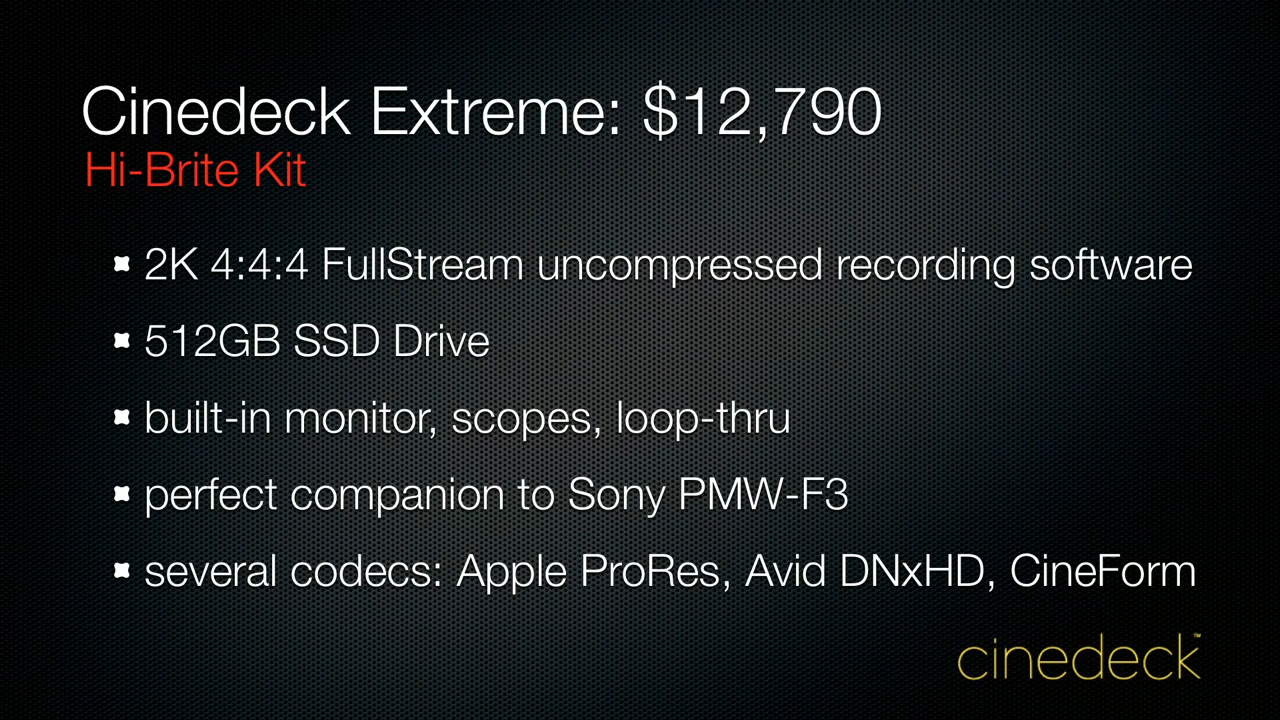 Cinedeck Extreme: $12,790
Hi-Brite Kit
2K 4:4:4 FullStream uncompressed recording software
512GB SSD Drive
built-in monitor, scopes, loop-thru
perfect companion to Sony PMW-F3
several codecs: Apple ProRes, Avid DNxHD, CineForm
cinedeck™